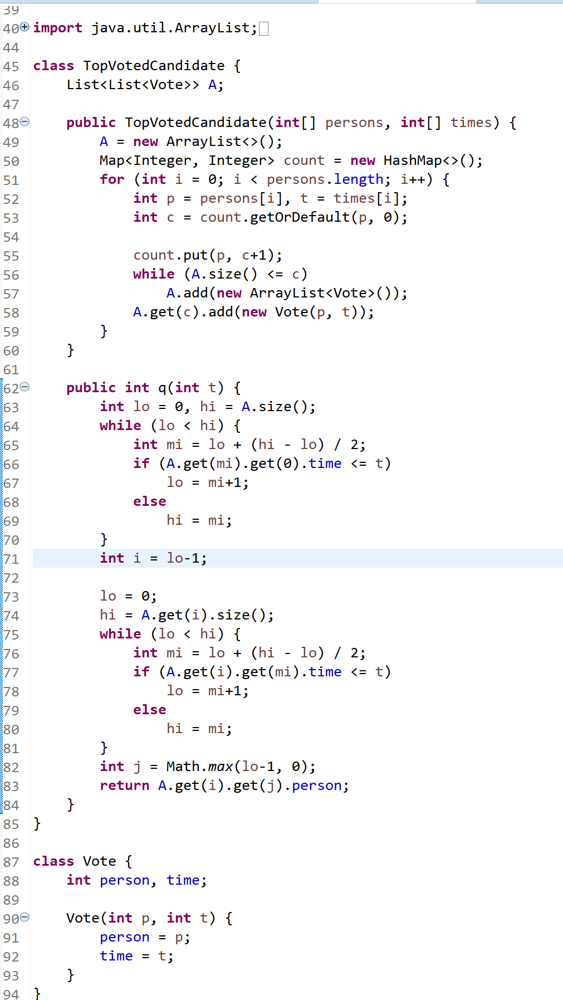 39
40 import java.util.ArrayList;
44
45 class TopVotedCandidate {
46     List<List<Vote>> A;
47
48     public TopVotedCandidate(int[] persons, int[] times) {
49         A = new ArrayList<>();
50         Map<Integer, Integer> count = new HashMap<>();
51         for (int i = 0; i < persons.length; i++) {
52             int p = persons[i], t = times[i];
53             int c = count.getOrDefault(p, 0);
54
55             count.put(p, c+1);
56             while (A.size() <= c)
57                 A.add(new ArrayList<Vote>());
58             A.get(c).add(new Vote(p, t));
59         }
60     }
61
62     public int q(int t) {
63         int lo = 0, hi = A.size();
64         while (lo < hi) {
65             int mi = lo + (hi - lo) / 2;
66             if (A.get(mi).get(0).time <= t)
67                 lo = mi+1;
68             else
69                 hi = mi;
70         }
71         int i = lo-1;
72
73         lo = 0;
74         hi = A.get(i).size();
75         while (lo < hi) {
76             int mi = lo + (hi - lo) / 2;
77             if (A.get(i).get(mi).time <= t)
78                 lo = mi+1;
79             else
80                 hi = mi;
81         }
82         int j = Math.max(lo-1, 0);
83         return A.get(i).get(j).person;
84     }
85 }
86
87 class Vote {
88     int person, time;
89
90     Vote(int p, int t) {
91         person = p;
92         time = t;
93     }
94 }